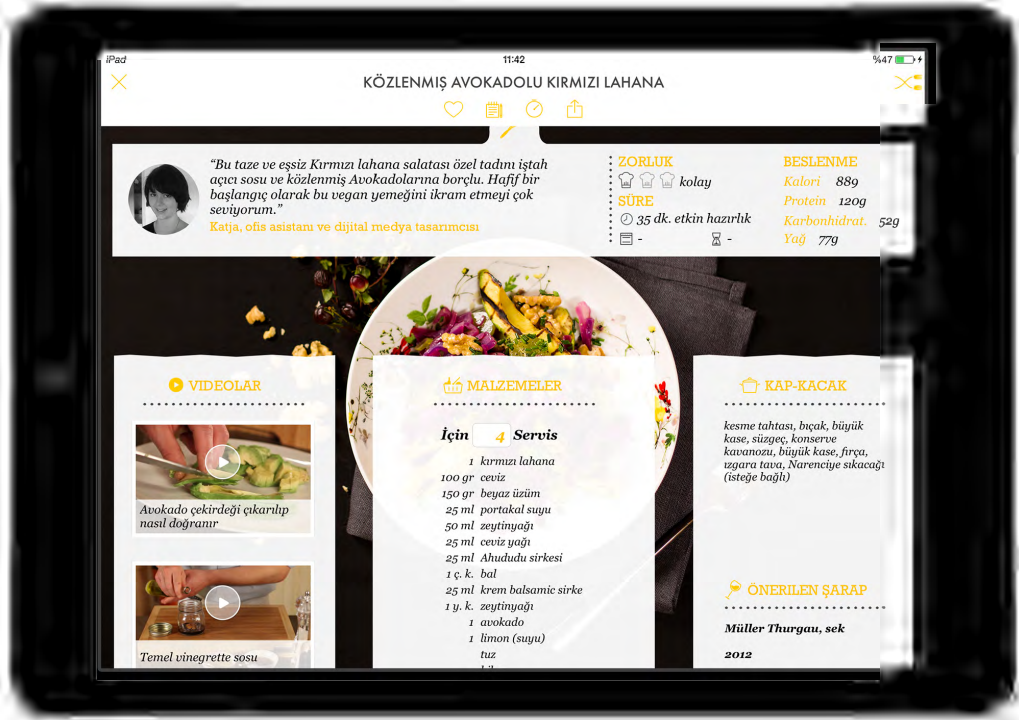 iPad
11:42
%47
KÖZLENMIŞ AVOKADOLU KIRMIZI LAHANA
“Bu taze ve eşsiz Kırmızı lahana salatası özel tadını iştah
açıcı sosu ve közlenmiş Avokadolarına borçlu. Hafif bir
başlangıç olarak bu vegan yemeğini ikram etmeyi çok
seviyorum.”
Katja, ofis asistanı ve dijital medya tasarımcısı
ZORLUK
kolay
SÜRE
35 dk. etkin hazırlık
- -
BESLENME
Kalori 889
Protein 120g
Karbonhidrat. 52g
Yağ 77g
VIDEOLAR
Avokado çekirdeği çıkarılıp
nasıl doğranır
Temel vinegrette sosu
MALZEMELER
İçin 4 Servis
1 kırmızı lahana
100 gr ceviz
150 gr beyaz üzüm
25 ml portakal suyu
50 ml zeytinyağı
25 ml ceviz yağı
25 ml Ahududu sirkesi
1 ç. k. bal
25 ml krem balsamic sirke
1 y. k. zeytinyağı
1 avokado
1 limon (suyu)
tuz
KAP-KACAK
kesme tahtası, bıçak, büyük
kase, süzgeç, konserve
kavanozu, büyük kase, fırça,
ızgara tava, Narenciye sıkacağı
(isteğe bağlı)
ÖNERILEN ŞARAP
Müller Thurgau, sek
2012